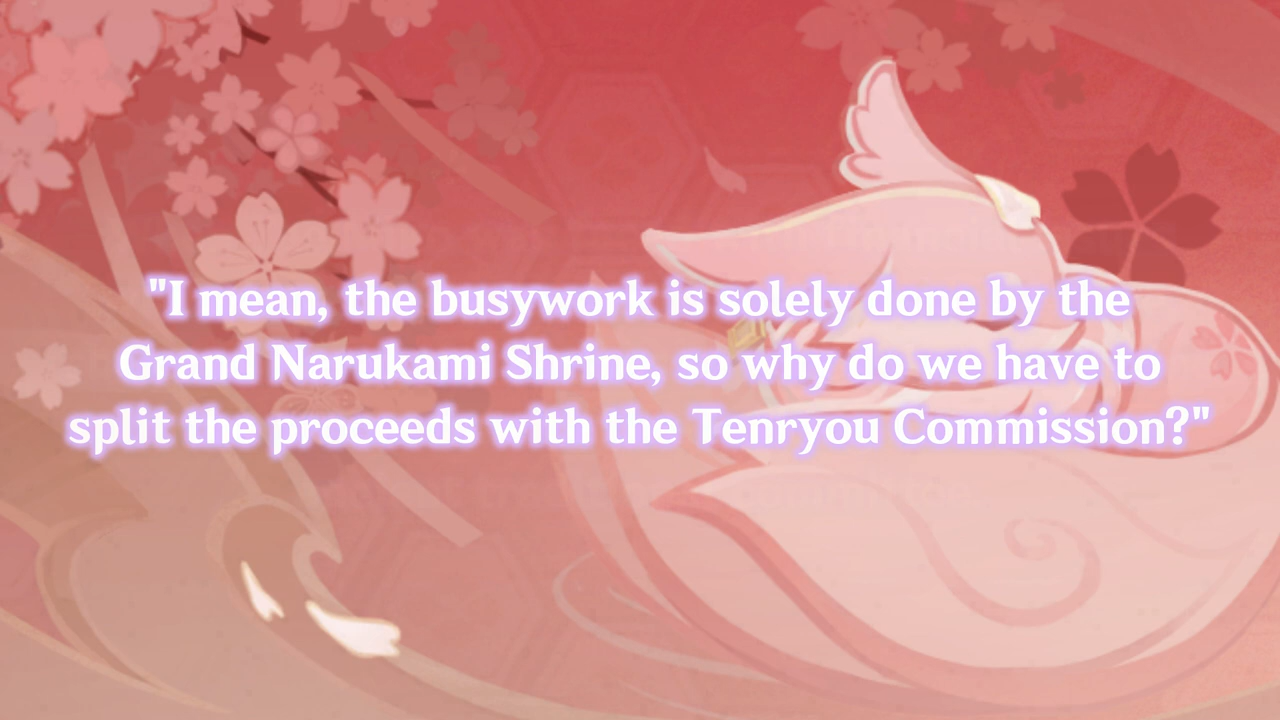 "I mean, the busywork is solely done by the
Grand Narukami Shrine, so why do we have to
split the proceeds with the Tenryou Commission?"